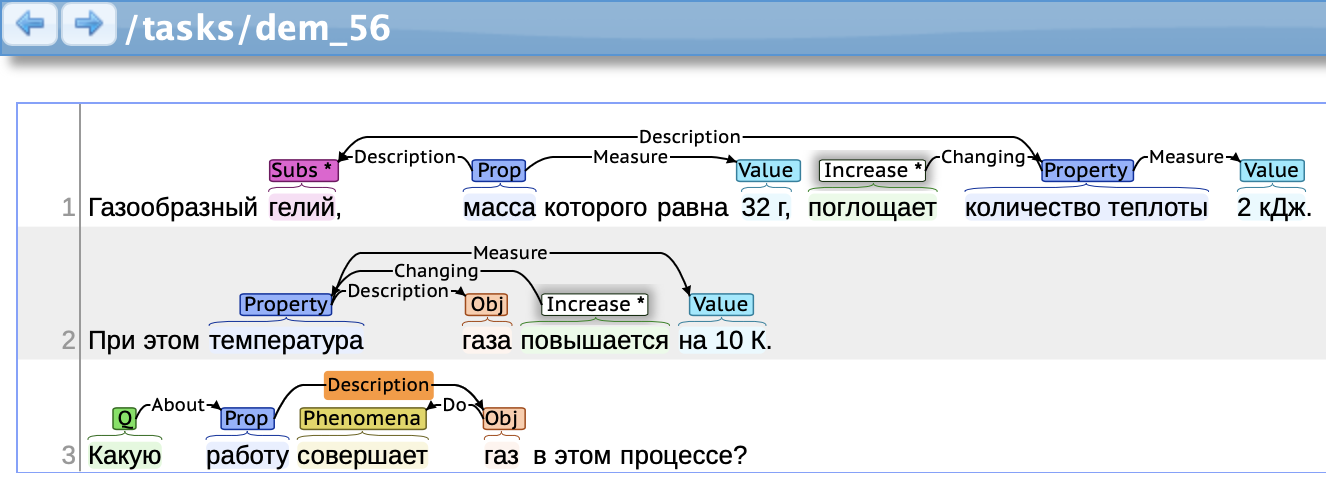 /tasks/dem_56
Description
Description Measure Changing Measure
Subs * Prop Value Increase * Property Value
1 Газообразный гелий, масса которого равна 32 г, поглощает количество теплоты 2 кДж.
Measure
Changing
Description
Property Obj Increase * Value
2 При этом температура газа повышается на 10 К.
Description
About Do
Q Prop Phenomena Obj
3 Какую работу совершает газ в этом процессе?